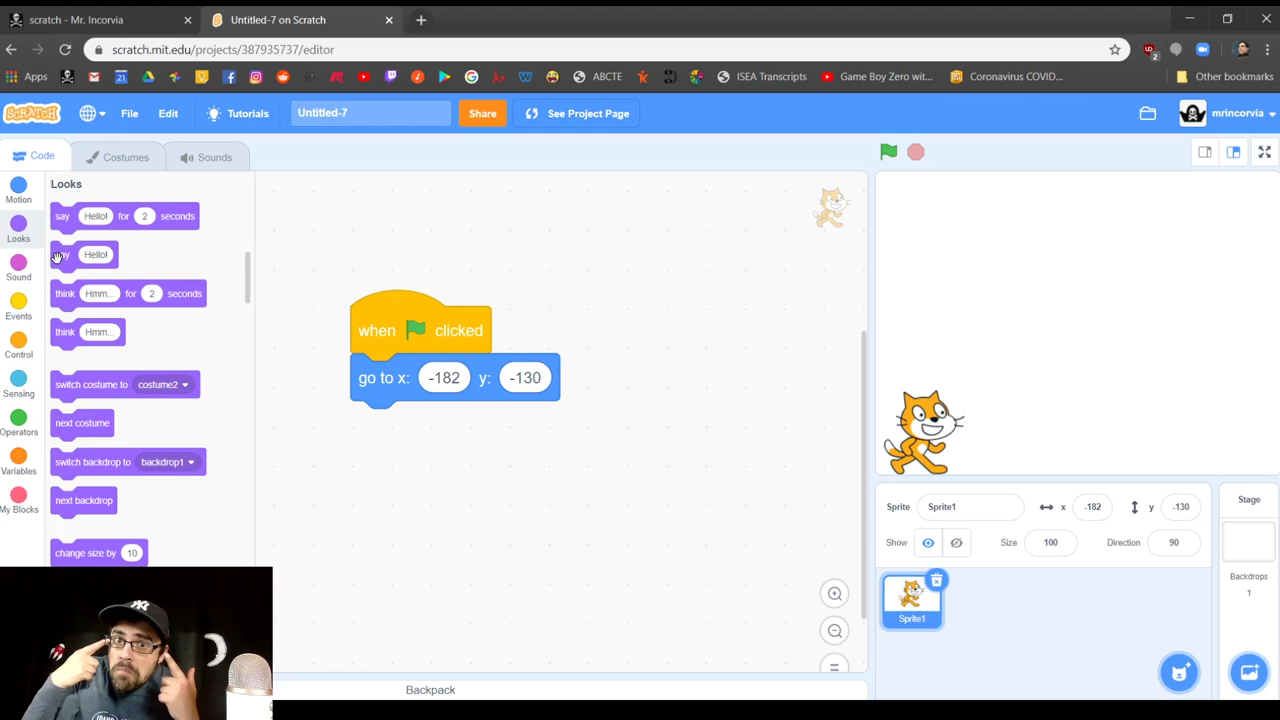 scratch - Mr. Incorvia
Untitled-7 on Scratch
scratch.mit.edu/projects/387935737/editor
2
Apps
31
ABCTE
ISEA Transcripts
Game Boy Zero wit...
Coronavirus COVID...
Other bookmarks
SCRATCH
File
Edit
Tutorials
Untitled-7
Share
See Project Page
mrincorvia
Code
Costumes
Sounds
Motion
Looks
Sound
Events
Control
Sensing
Operators
Variables
My Blocks
Looks
say Hello! for 2 seconds
say Hello!
think Hmm... for 2 seconds
think Hmm...
switch costume to costume2
next costume
switch backdrop to backdrop1
next backdrop
change size by 10
when clicked
go to x: -182 y: -130
Backpack
Sprite Sprite1 x -182 y -130
Show Size 100 Direction 90
Sprite1
Stage
Backdrops
1